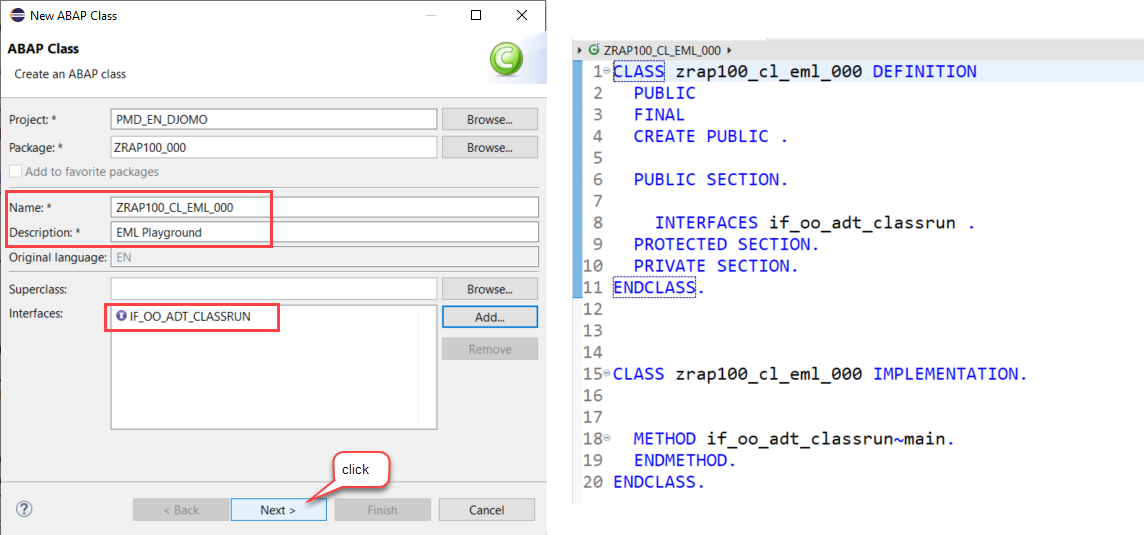 New ABAP Class
ABAP Class
Create an ABAP class
Project: * PMD_EN_DJOMO Browse...
Package: * ZRAP100_000 Browse...
Add to favorite packages
Name: * ZRAP100_CL_EML_000
Description: * EML Playground
Original language: EN
Superclass: Browse...
Interfaces: IF_OO_ADT_CLASSRUN Add...
Remove
click
< Back Next > Finish Cancel
ZRAP100_CL_EML_000
1 CLASS zrap100_cl_eml_000 DEFINITION
2 PUBLIC
3 FINAL
4 CREATE PUBLIC .
5
6 PUBLIC SECTION.
7
8 INTERFACES if_oo_adt_classrun .
9 PROTECTED SECTION.
10 PRIVATE SECTION.
11 ENDCLASS.
12
13
14
15 CLASS zrap100_cl_eml_000 IMPLEMENTATION.
16
17
18 METHOD if_oo_adt_classrun~main.
19 ENDMETHOD.
20 ENDCLASS.